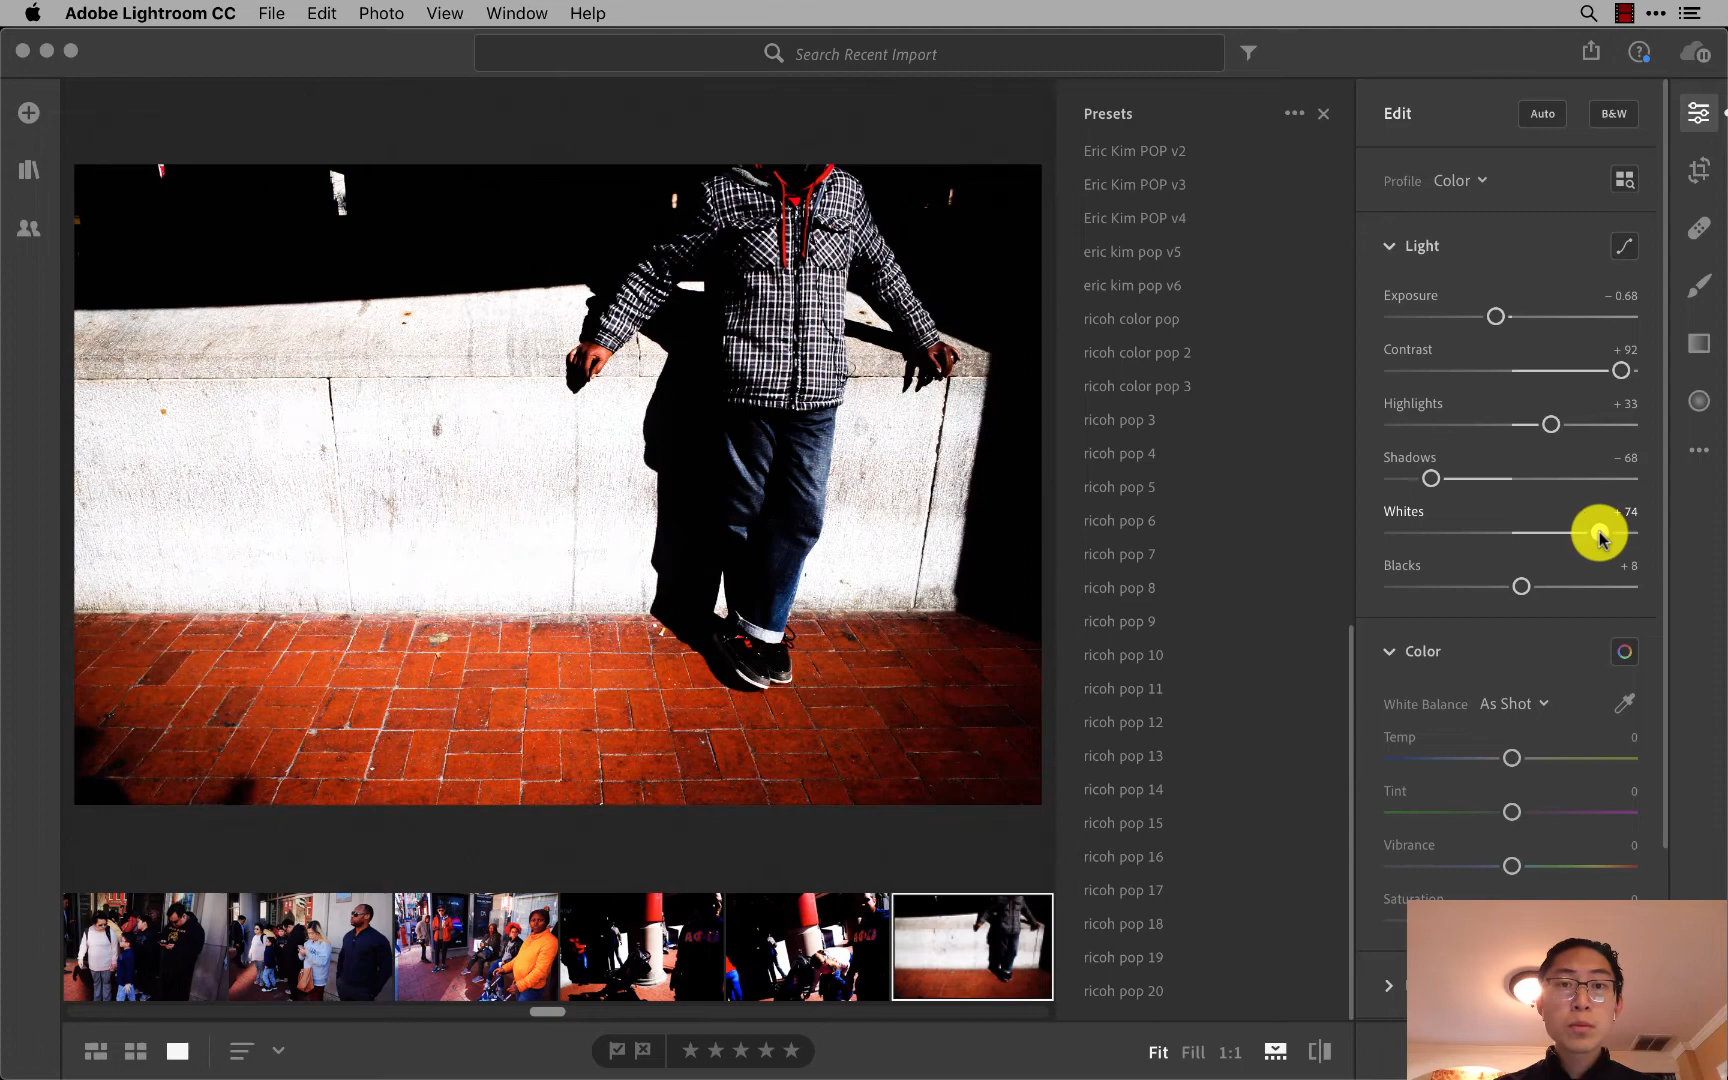 Adobe Lightroom CC File Edit Photo View Window Help
Search Recent Import
Presets
Eric Kim POP v2
Eric Kim POP v3
Eric Kim POP v4
eric kim pop v5
eric kim pop v6
ricoh color pop
ricoh color pop 2
ricoh color pop 3
ricoh pop 3
ricoh pop 4
ricoh pop 5
ricoh pop 6
ricoh pop 7
ricoh pop 8
ricoh pop 9
ricoh pop 10
ricoh pop 11
ricoh pop 12
ricoh pop 13
ricoh pop 14
ricoh pop 15
ricoh pop 16
ricoh pop 17
ricoh pop 18
ricoh pop 19
ricoh pop 20
Edit Auto B&W
Profile Color
Light
Exposure – 0.68
Contrast + 92
Highlights + 33
Shadows – 68
Whites + 74
Blacks + 8
Color
White Balance As Shot
Temp 0
Tint 0
Vibrance 0
Saturation 0
Fit Fill 1:1